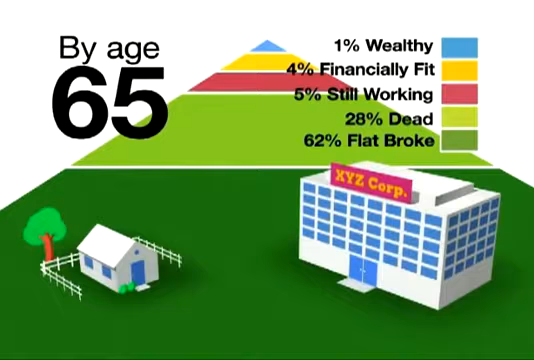 By age
65
1% Wealthy
4% Financially Fit
5% Still Working
28% Dead
62% Flat Broke
XYZ Corp.